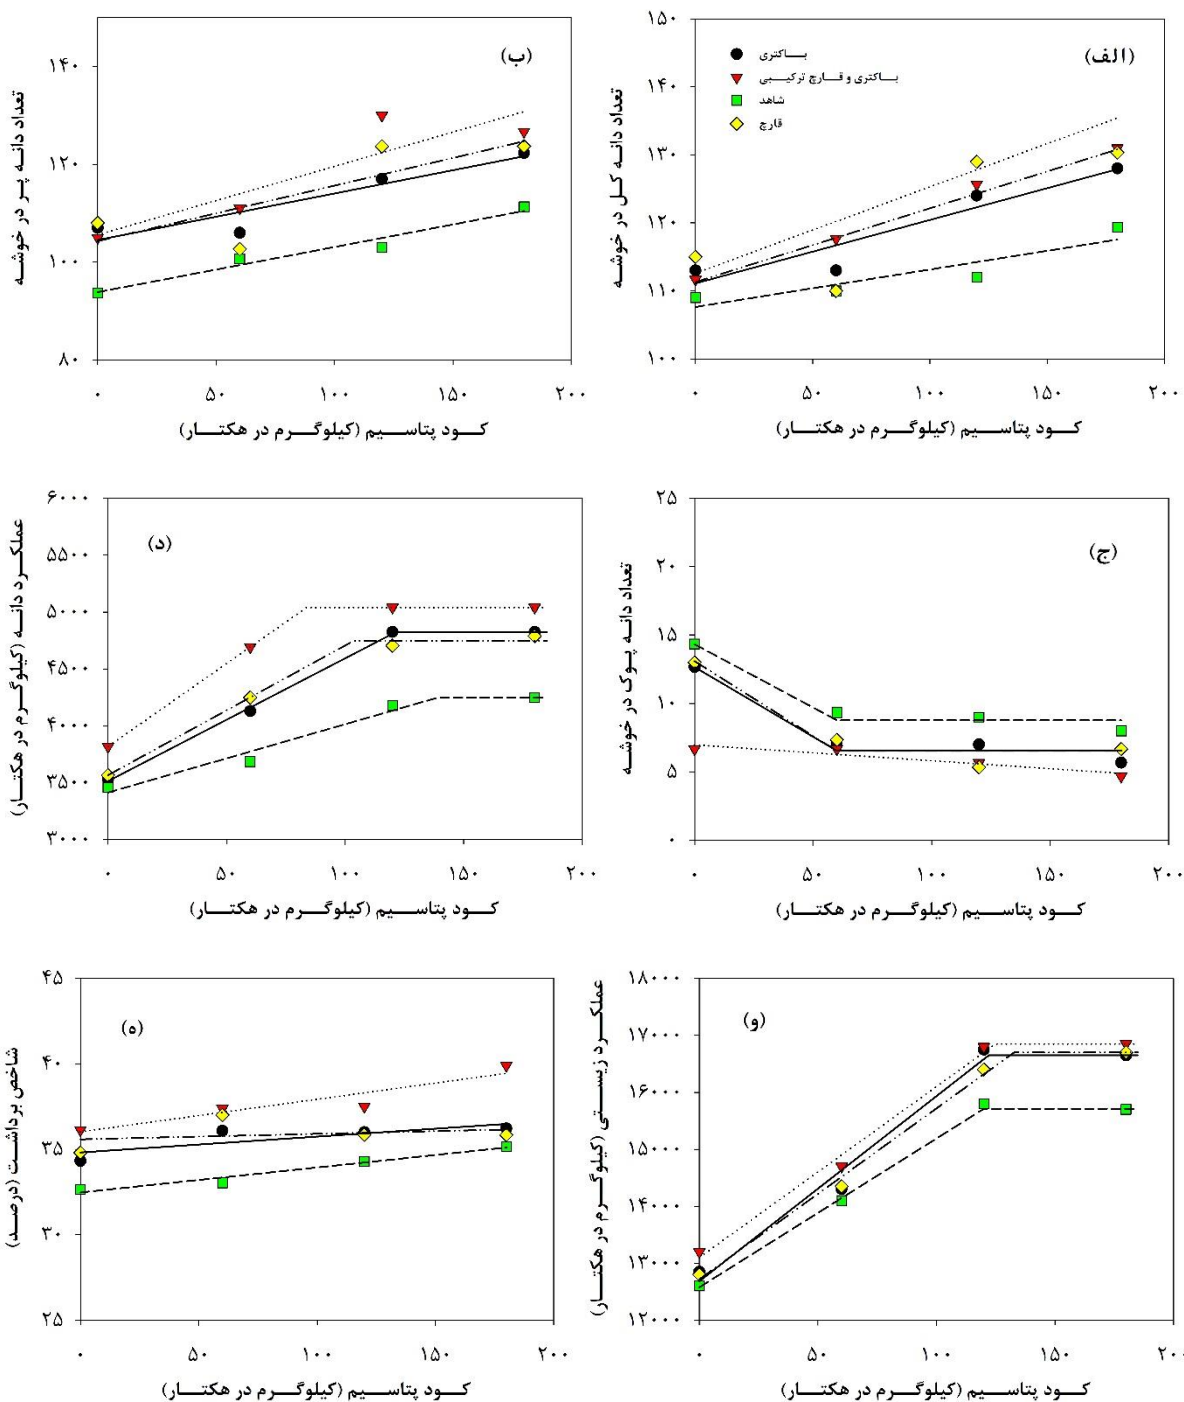 (الف)
باکتری
باکتری و قارچ ترکیبی
شاهد
قارچ
تعداد دانه کل در خوشه
۱۵۰
۱۴۰
۱۳۰
۱۲۰
۱۱۰
۱۰۰
۰ ۵۰ ۱۰۰ ۱۵۰ ۲۰۰
کود پتاسیم (کیلوگرم در هکتار)
(ب)
تعداد دانه پر در خوشه
۱۴۰
۱۲۰
۱۰۰
۸۰
۰ ۵۰ ۱۰۰ ۱۵۰ ۲۰۰
کود پتاسیم (کیلوگرم در هکتار)
(ج)
تعداد دانه پوک در خوشه
۲۵
۲۰
۱۵
۱۰
۵
۰
۰ ۵۰ ۱۰۰ ۱۵۰ ۲۰۰
کود پتاسیم (کیلوگرم در هکتار)
(د)
عملکرد دانه (کیلوگرم در هکتار)
۶۰۰۰
۵۵۰۰
۵۰۰۰
۴۵۰۰
۴۰۰۰
۳۵۰۰
۳۰۰۰
۰ ۵۰ ۱۰۰ ۱۵۰ ۲۰۰
کود پتاسیم (کیلوگرم در هکتار)
(و)
عملکرد زیستی (کیلوگرم در هکتار)
۱۸۰۰۰
۱۷۰۰۰
۱۶۰۰۰
۱۵۰۰۰
۱۴۰۰۰
۱۳۰۰۰
۱۲۰۰۰
۰ ۵۰ ۱۰۰ ۱۵۰ ۲۰۰
کود پتاسیم (کیلوگرم در هکتار)
(ه)
شاخص برداشت (درصد)
۴۵
۴۰
۳۵
۳۰
۲۵
۰ ۵۰ ۱۰۰ ۱۵۰ ۲۰۰
کود پتاسیم (کیلوگرم در هکتار)